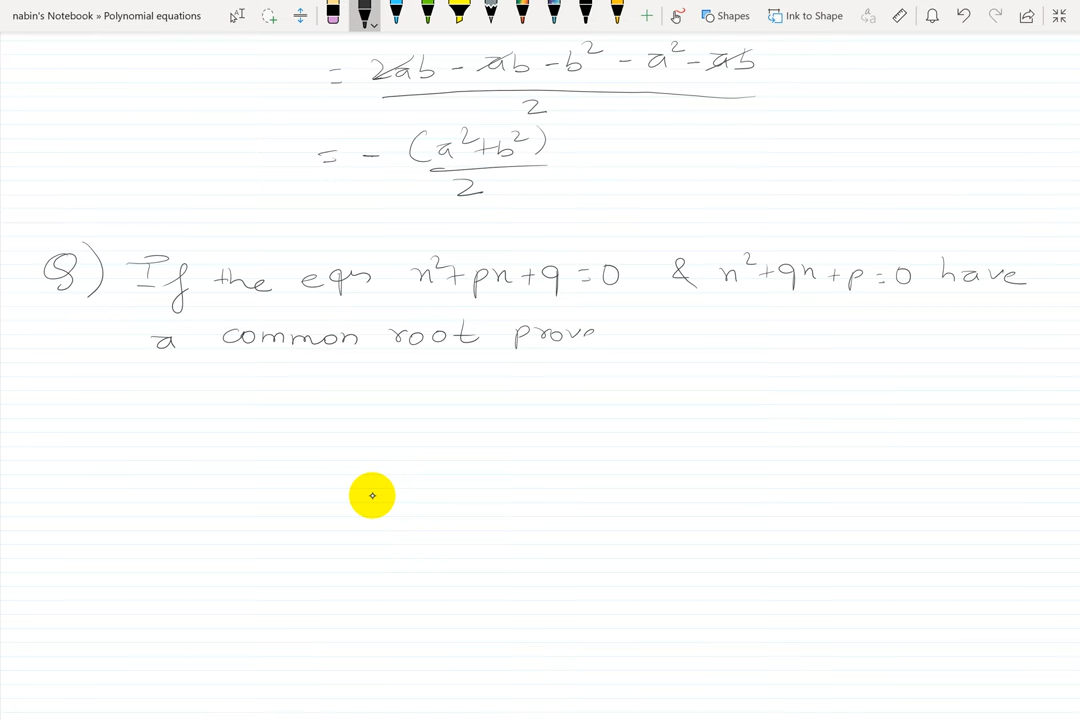 nabin's Notebook » Polynomial equations
Shapes
Ink to Shape
= 2ab - ab - b² - a² - ab
2
= - (a²+b²)
2
Q) If the eqn x²+px+q=0 & x²+qx+p=0 have
a common root prove